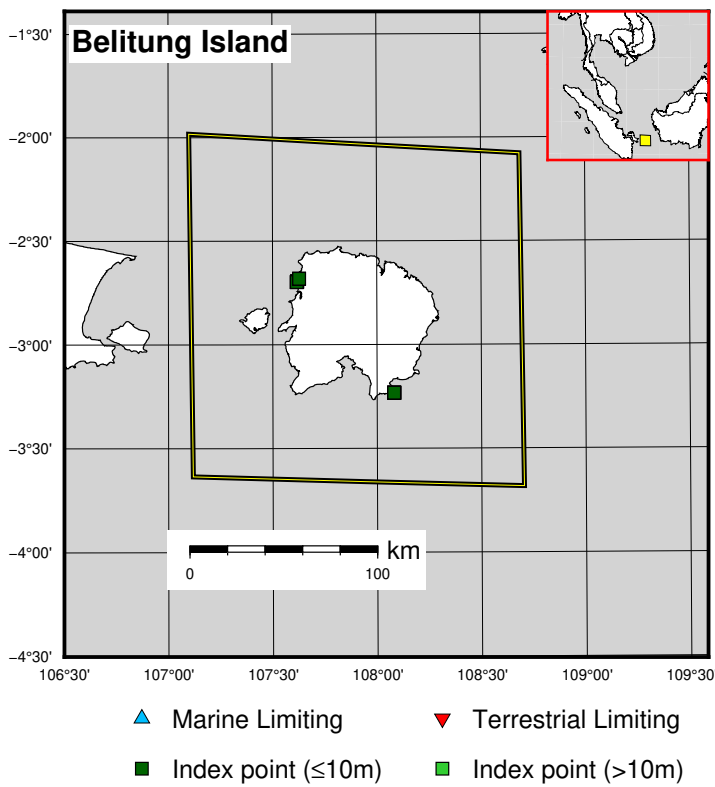 Belitung Island
−1°30'
−2°00'
−2°30'
−3°00'
−3°30'
−4°00'
−4°30'
km
0 100
106°30' 107°00' 107°30' 108°00' 108°30' 109°00' 109°30'
Marine Limiting Terrestrial Limiting
Index point (≤10m) Index point (>10m)